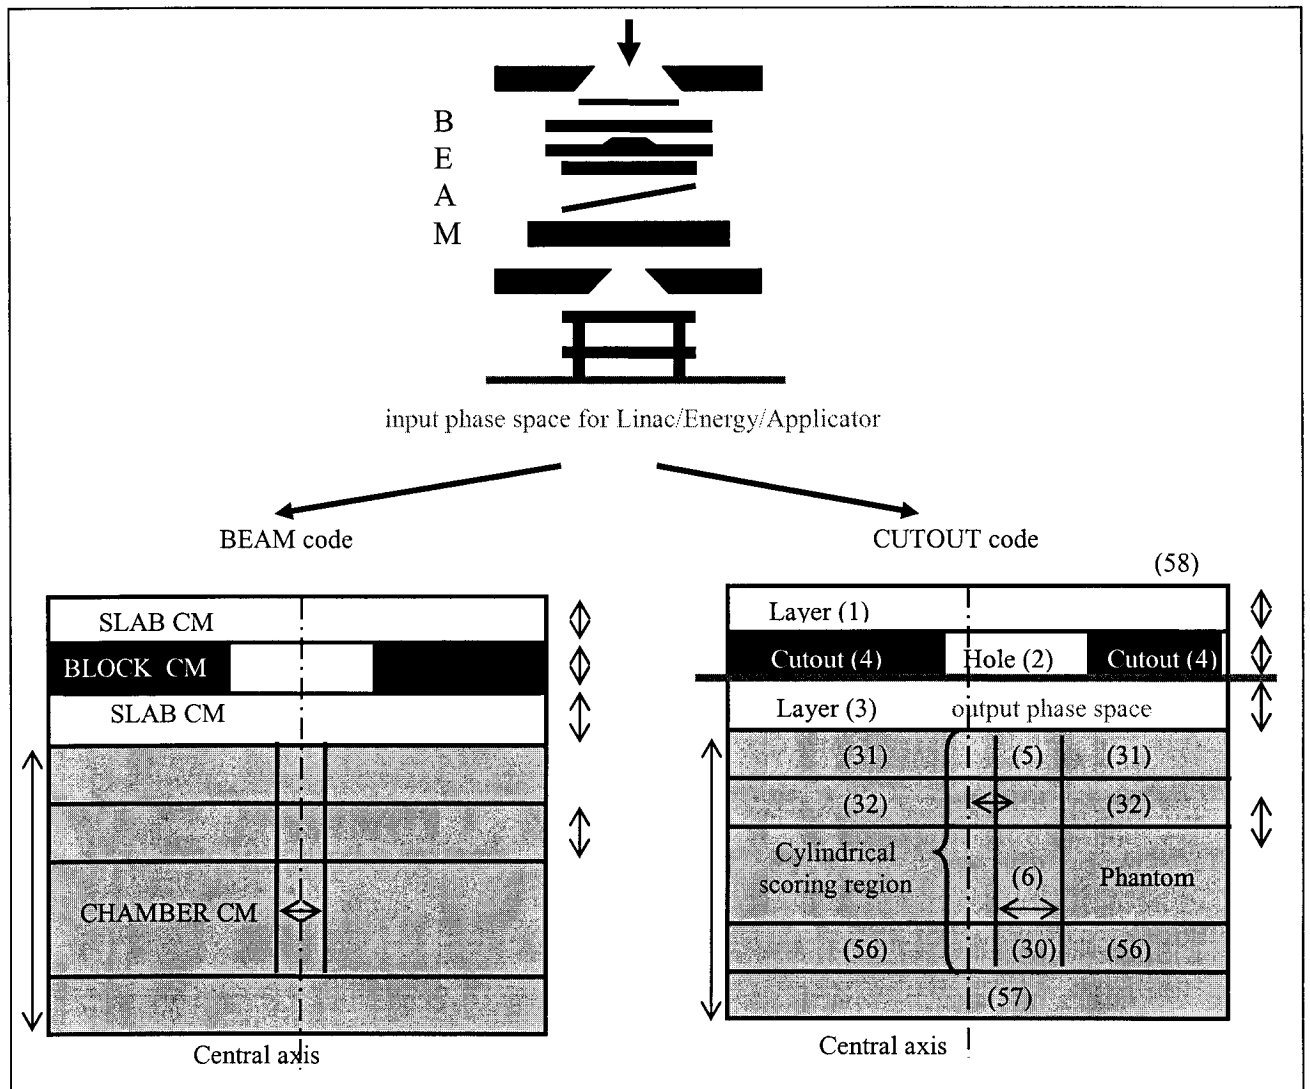 B
E
A
M
input phase space for Linac/Energy/Applicator
BEAM code
SLAB CM
BLOCK CM
SLAB CM
CHAMBER CM
Central axis
CUTOUT code
(58)
Layer (1)
Cutout (4) Hole (2) Cutout (4)
Layer (3) output phase space
(31) (5) (31)
(32) (32)
Cylindrical
scoring region (6) Phantom
(56) (30) (56)
(57)
Central axis